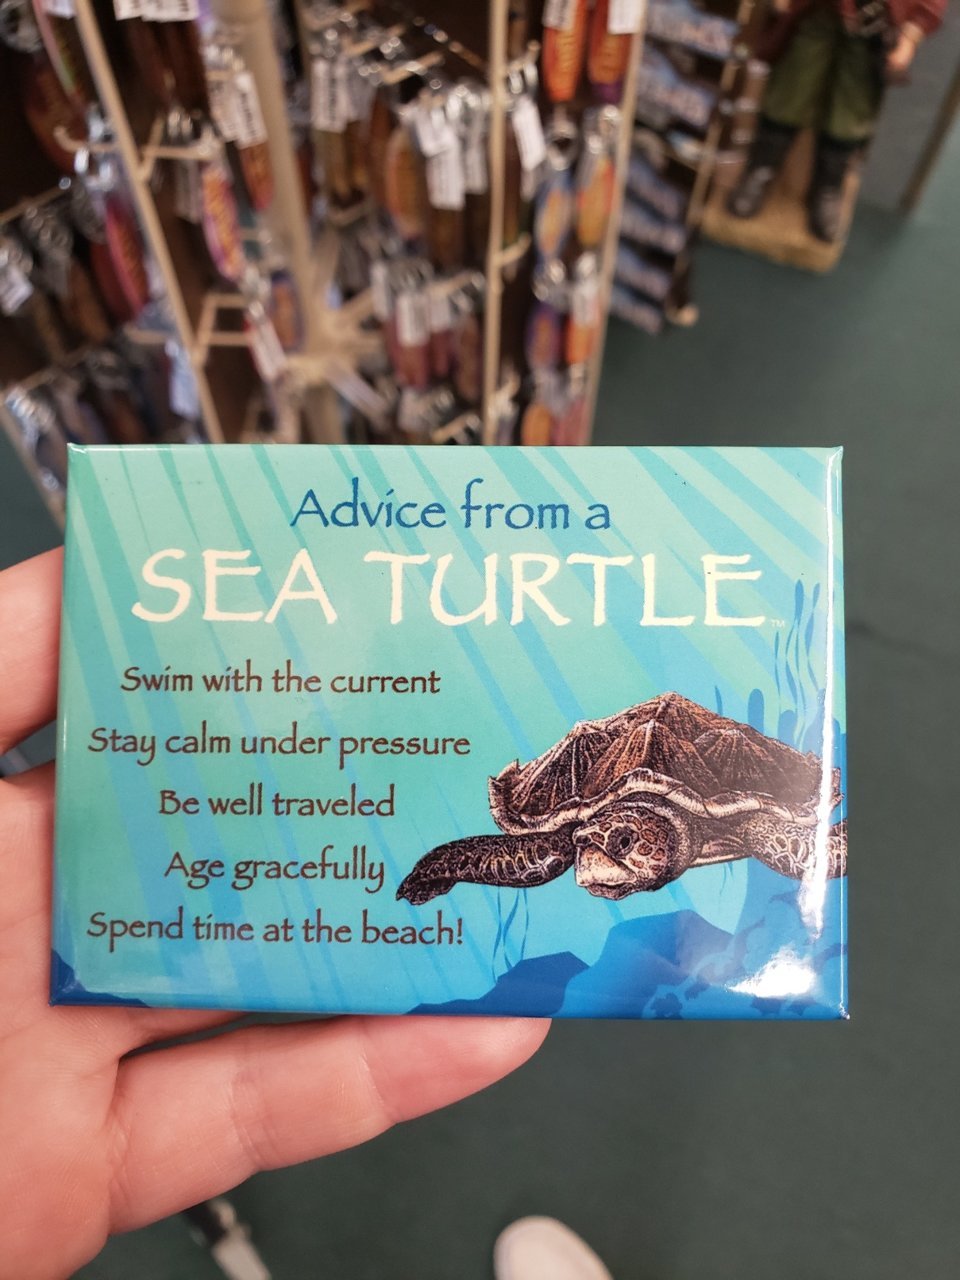 Advice from a
SEA TURTLE™
Swim with the current
Stay calm under pressure
Be well traveled
Age gracefully
Spend time at the beach!